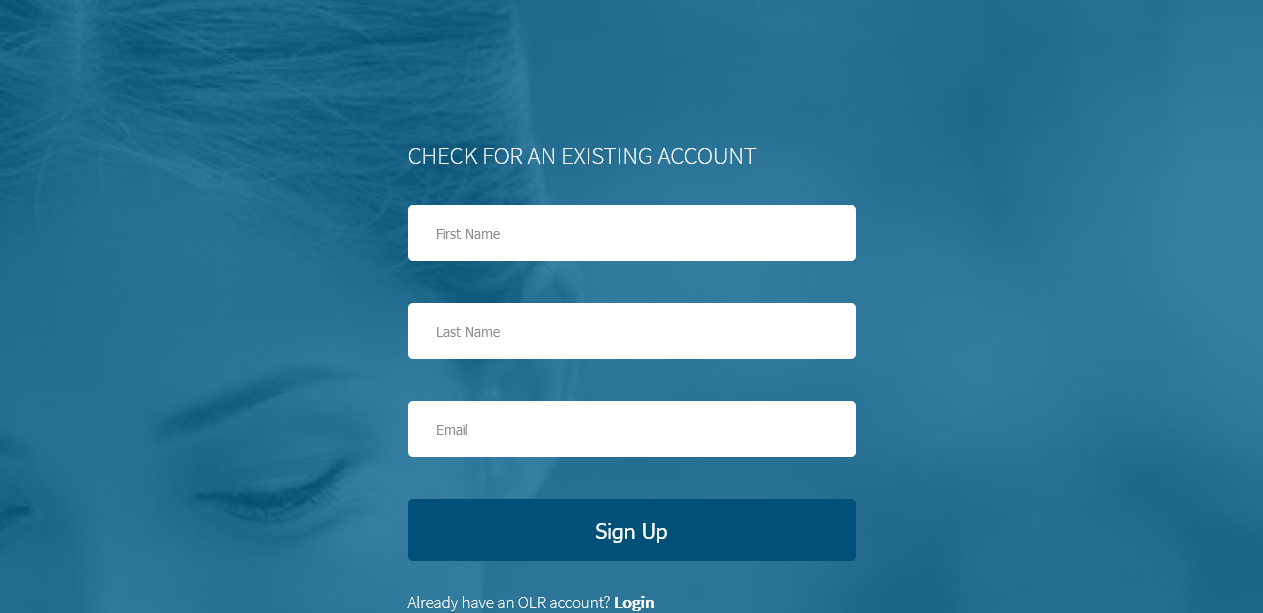 CHECK FOR AN EXISTING ACCOUNT
First Name
Last Name
Email
Sign Up
Already have an OLR account? Login